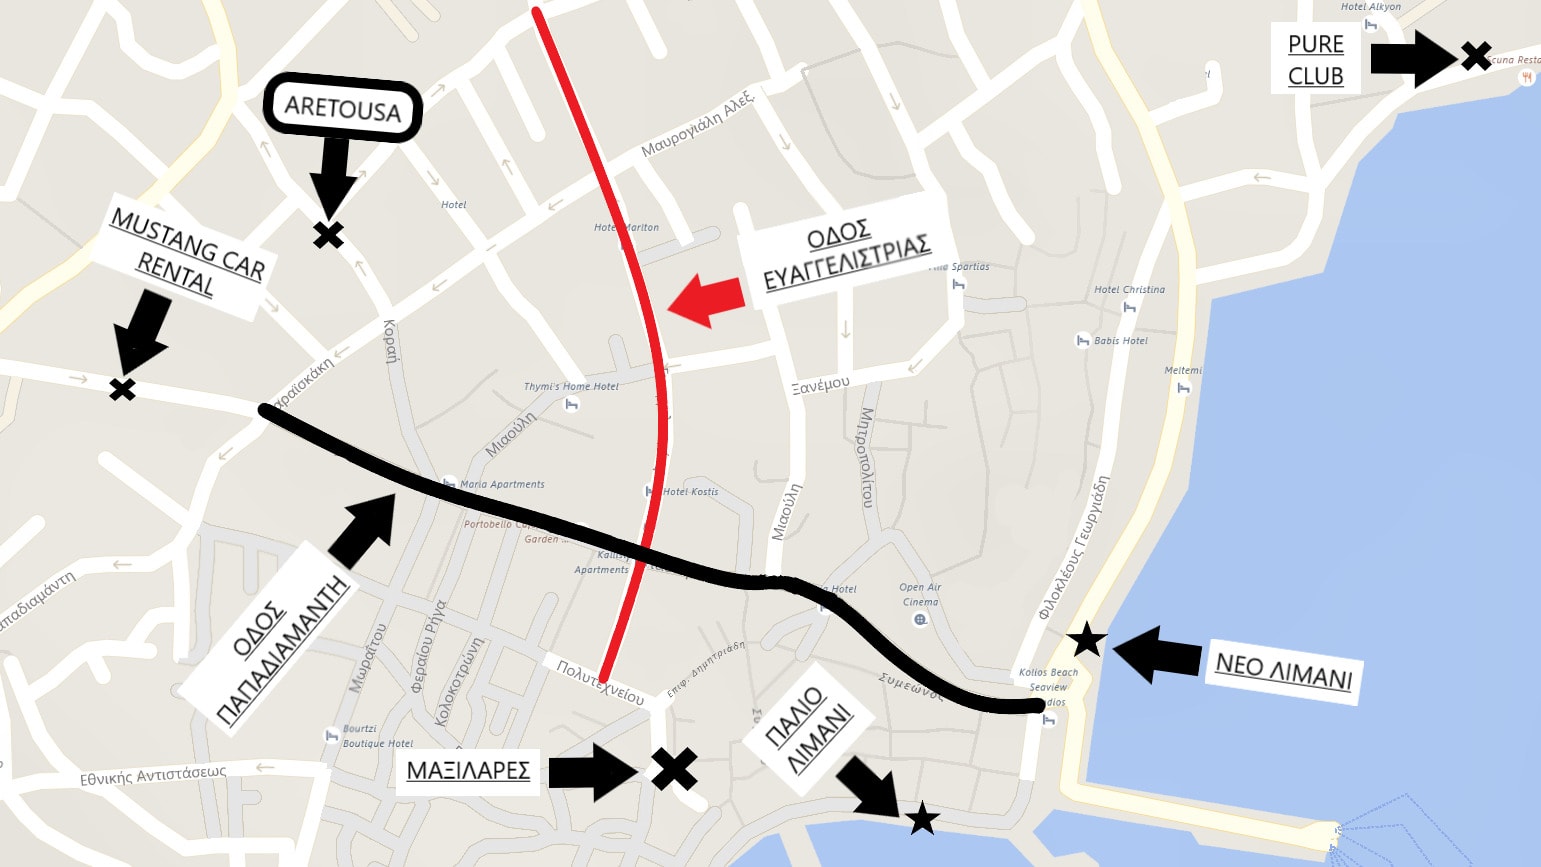 Hotel Alkyon
PURE
CLUB
Scuna Resta
ARETOUSA
Μαυρογιάλη Αλεξ.
Hotel
MUSTANG CAR
RENTAL
Hotel Marlton
ΟΔΟΣ
ΕΥΑΓΓΕΛΙΣΤΡΙΑΣ
Villa Spartias
Hotel Christina
Babis Hotel
Κοραή
Καραϊσκάκη
Thymi's Home Hotel
Ξανέμου
Meltemi
Μιαούλη
Μητροπολίτου
Maria Apartments
Hotel Kostis
Portobello
Garden ...
Μιαούλη
Φιλοκλέους Γεωργιάδη
Apartments
Hotel
Open Air
Cinema
Παπαδιαμάντη
ΟΔΟΣ
ΠΑΠΑΔΙΑΜΑΝΤΗ
Μωραΐτου
Φεραίου Ρήγα
Κολοκοτρώνη
Πολυτεχνείου
Επιφ. Δημητριάδη
Συμεώνος
ΝΕΟ ΛΙΜΑΝΙ
Kolios Beach
Seaview
Studios
ΠΑΛΙΟ
ΛΙΜΑΝΙ
Bourtzi
Boutique Hotel
ΜΑΞΙΛΑΡΕΣ
Εθνικής Αντιστάσεως